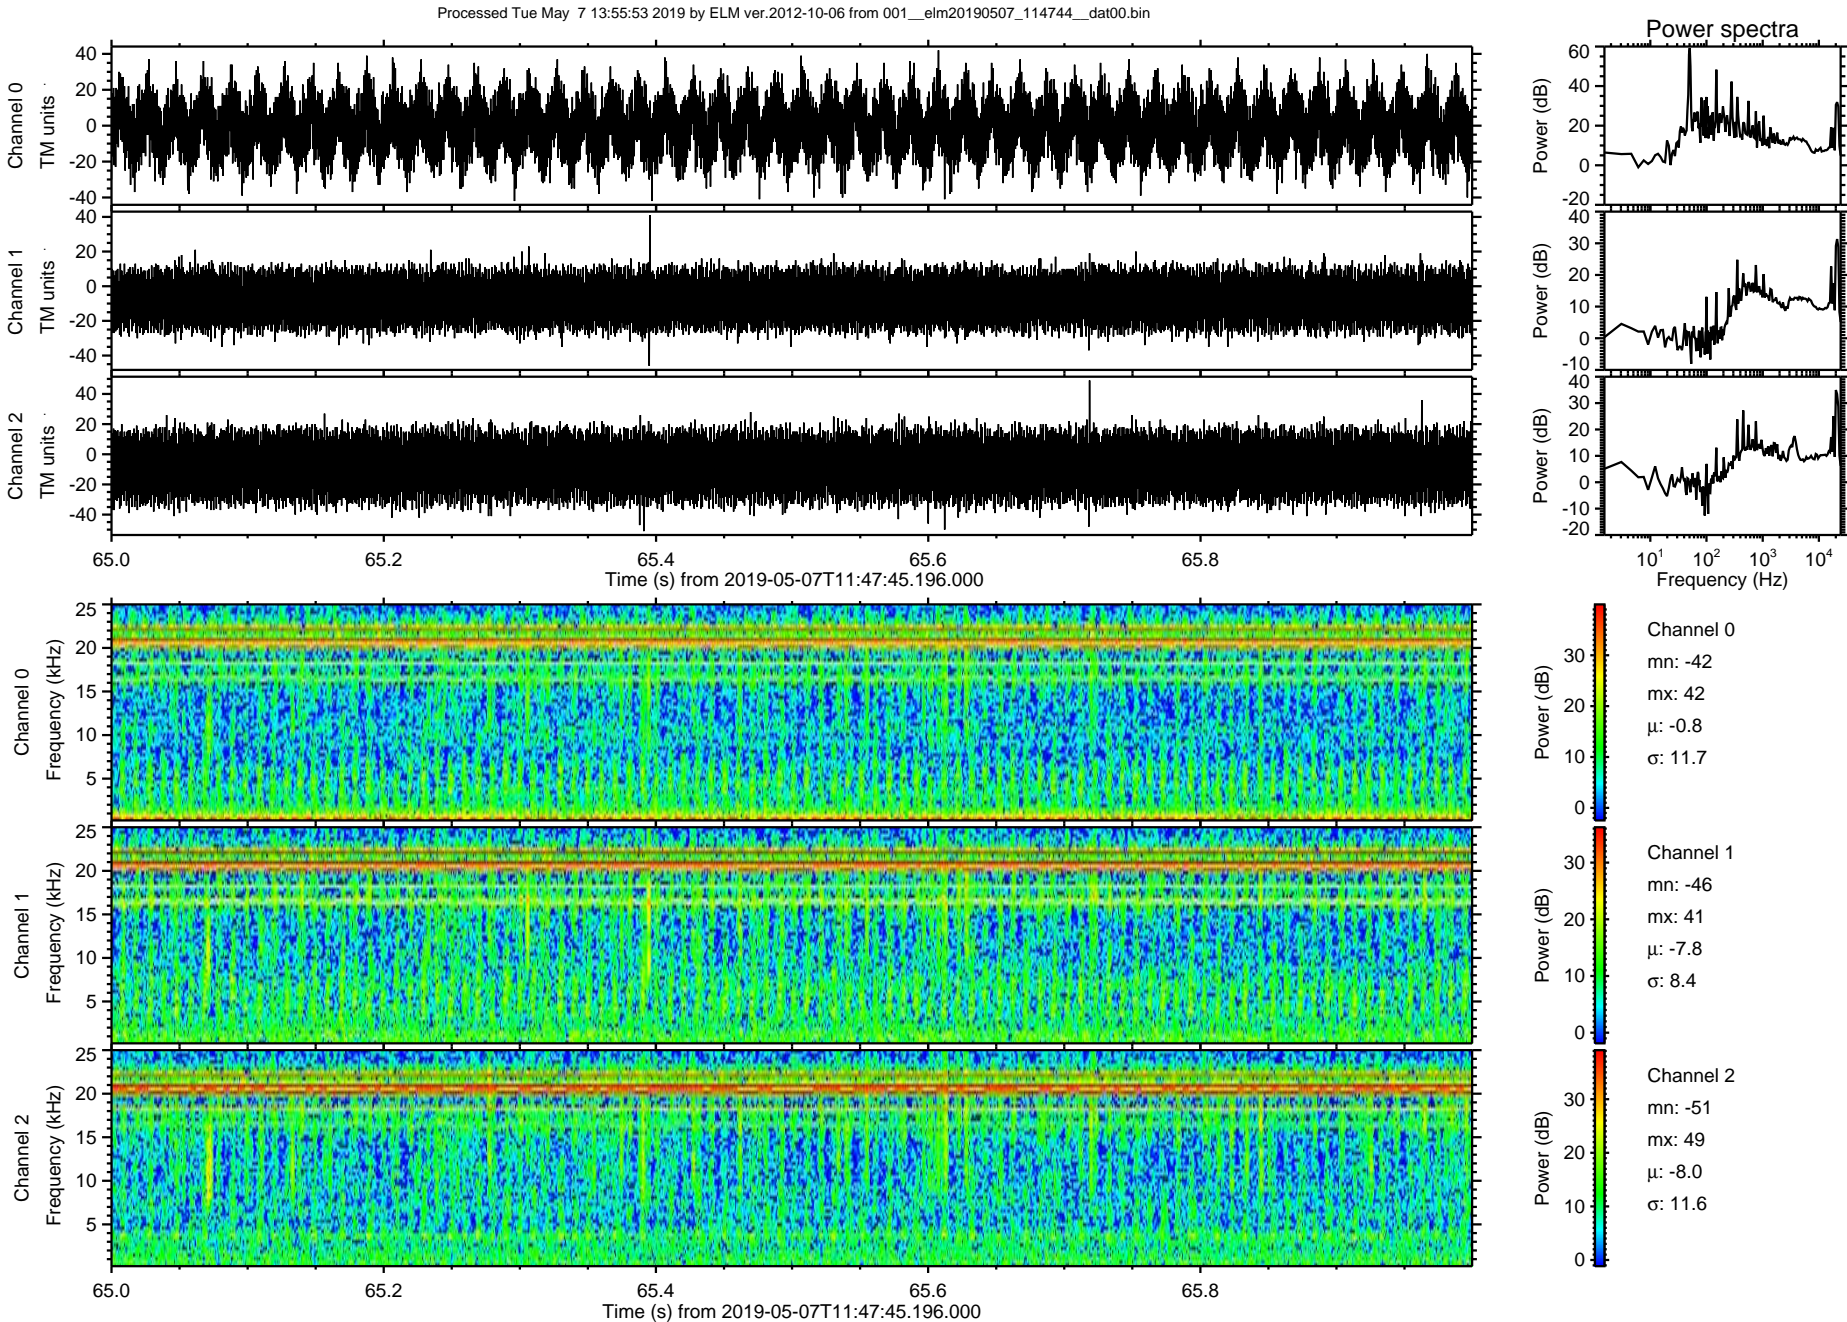 Processed Tue May  7 13:55:53 2019 by ELM ver.2012-10-06 from 001__elm20190507_114744__dat00.bin
Power spectra
Channel 0
TM units
40
20
0
-20
-40
Power (dB)
60
40
20
0
-20
Channel 1
TM units
40
20
0
-20
-40
Power (dB)
40
30
20
10
0
-10
Channel 2
TM units
40
20
0
-20
-40
Power (dB)
40
30
20
10
0
-10
-20
65.0 65.2 65.4 65.6 65.8
Time (s) from 2019-05-07T11:47:45.196.000
10¹ 10² 10³ 10⁴
Frequency (Hz)
Channel 0
Frequency (kHz)
25
20
15
10
5
Power (dB)
30
20
10
0
Channel 0
mn: -42
mx: 42
μ: -0.8
σ: 11.7
Channel 1
Frequency (kHz)
25
20
15
10
5
Power (dB)
30
20
10
0
Channel 1
mn: -46
mx: 41
μ: -7.8
σ: 8.4
Channel 2
Frequency (kHz)
25
20
15
10
5
Power (dB)
30
20
10
0
Channel 2
mn: -51
mx: 49
μ: -8.0
σ: 11.6
65.0 65.2 65.4 65.6 65.8
Time (s) from 2019-05-07T11:47:45.196.000